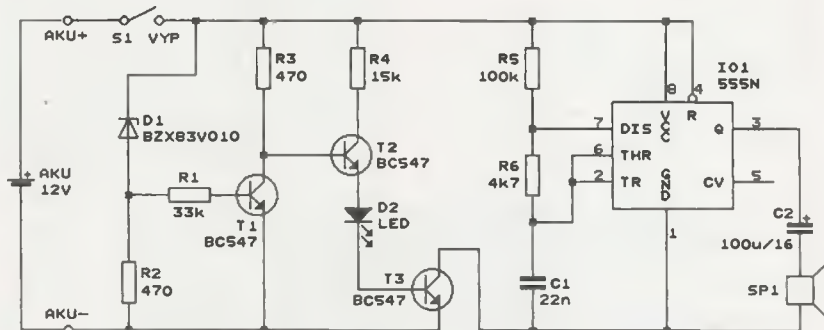 AKU+ S1 VYP
R3
470
R4
15k
R5
100k
IO1
555N
D1
BZX83V010
AKU
12V
R1
33k
T1
BC547
T2
BC547
D2
LED
R2
470
T3
BC547
AKU-
R6
4k7
C1
22n
8 4
7 DIS VCC R Q 3
6 THR
2 TR GND CV 5
1
C2
+
100u/16
SP1